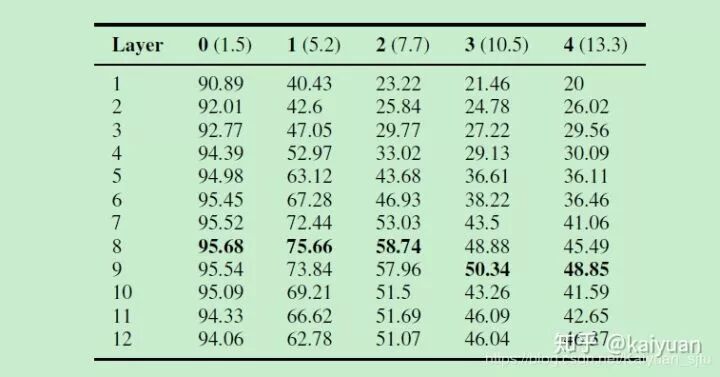 Layer 0 (1.5) 1 (5.2) 2 (7.7) 3 (10.5) 4 (13.3)
1 90.89 40.43 23.22 21.46 20
2 92.01 42.6 25.84 24.78 26.02
3 92.77 47.05 29.77 27.22 29.56
4 94.39 52.97 33.02 29.13 30.09
5 94.98 63.12 43.68 36.61 36.11
6 95.45 67.28 46.93 38.22 36.46
7 95.52 72.44 53.03 43.5 41.06
8 95.68 75.66 58.74 48.88 45.49
9 95.54 73.84 57.96 50.34 48.85
10 95.09 69.21 51.5 43.26 41.59
11 94.33 66.62 51.69 46.09 42.65
12 94.06 62.78 51.07 46.04
知乎 @kaiyuan